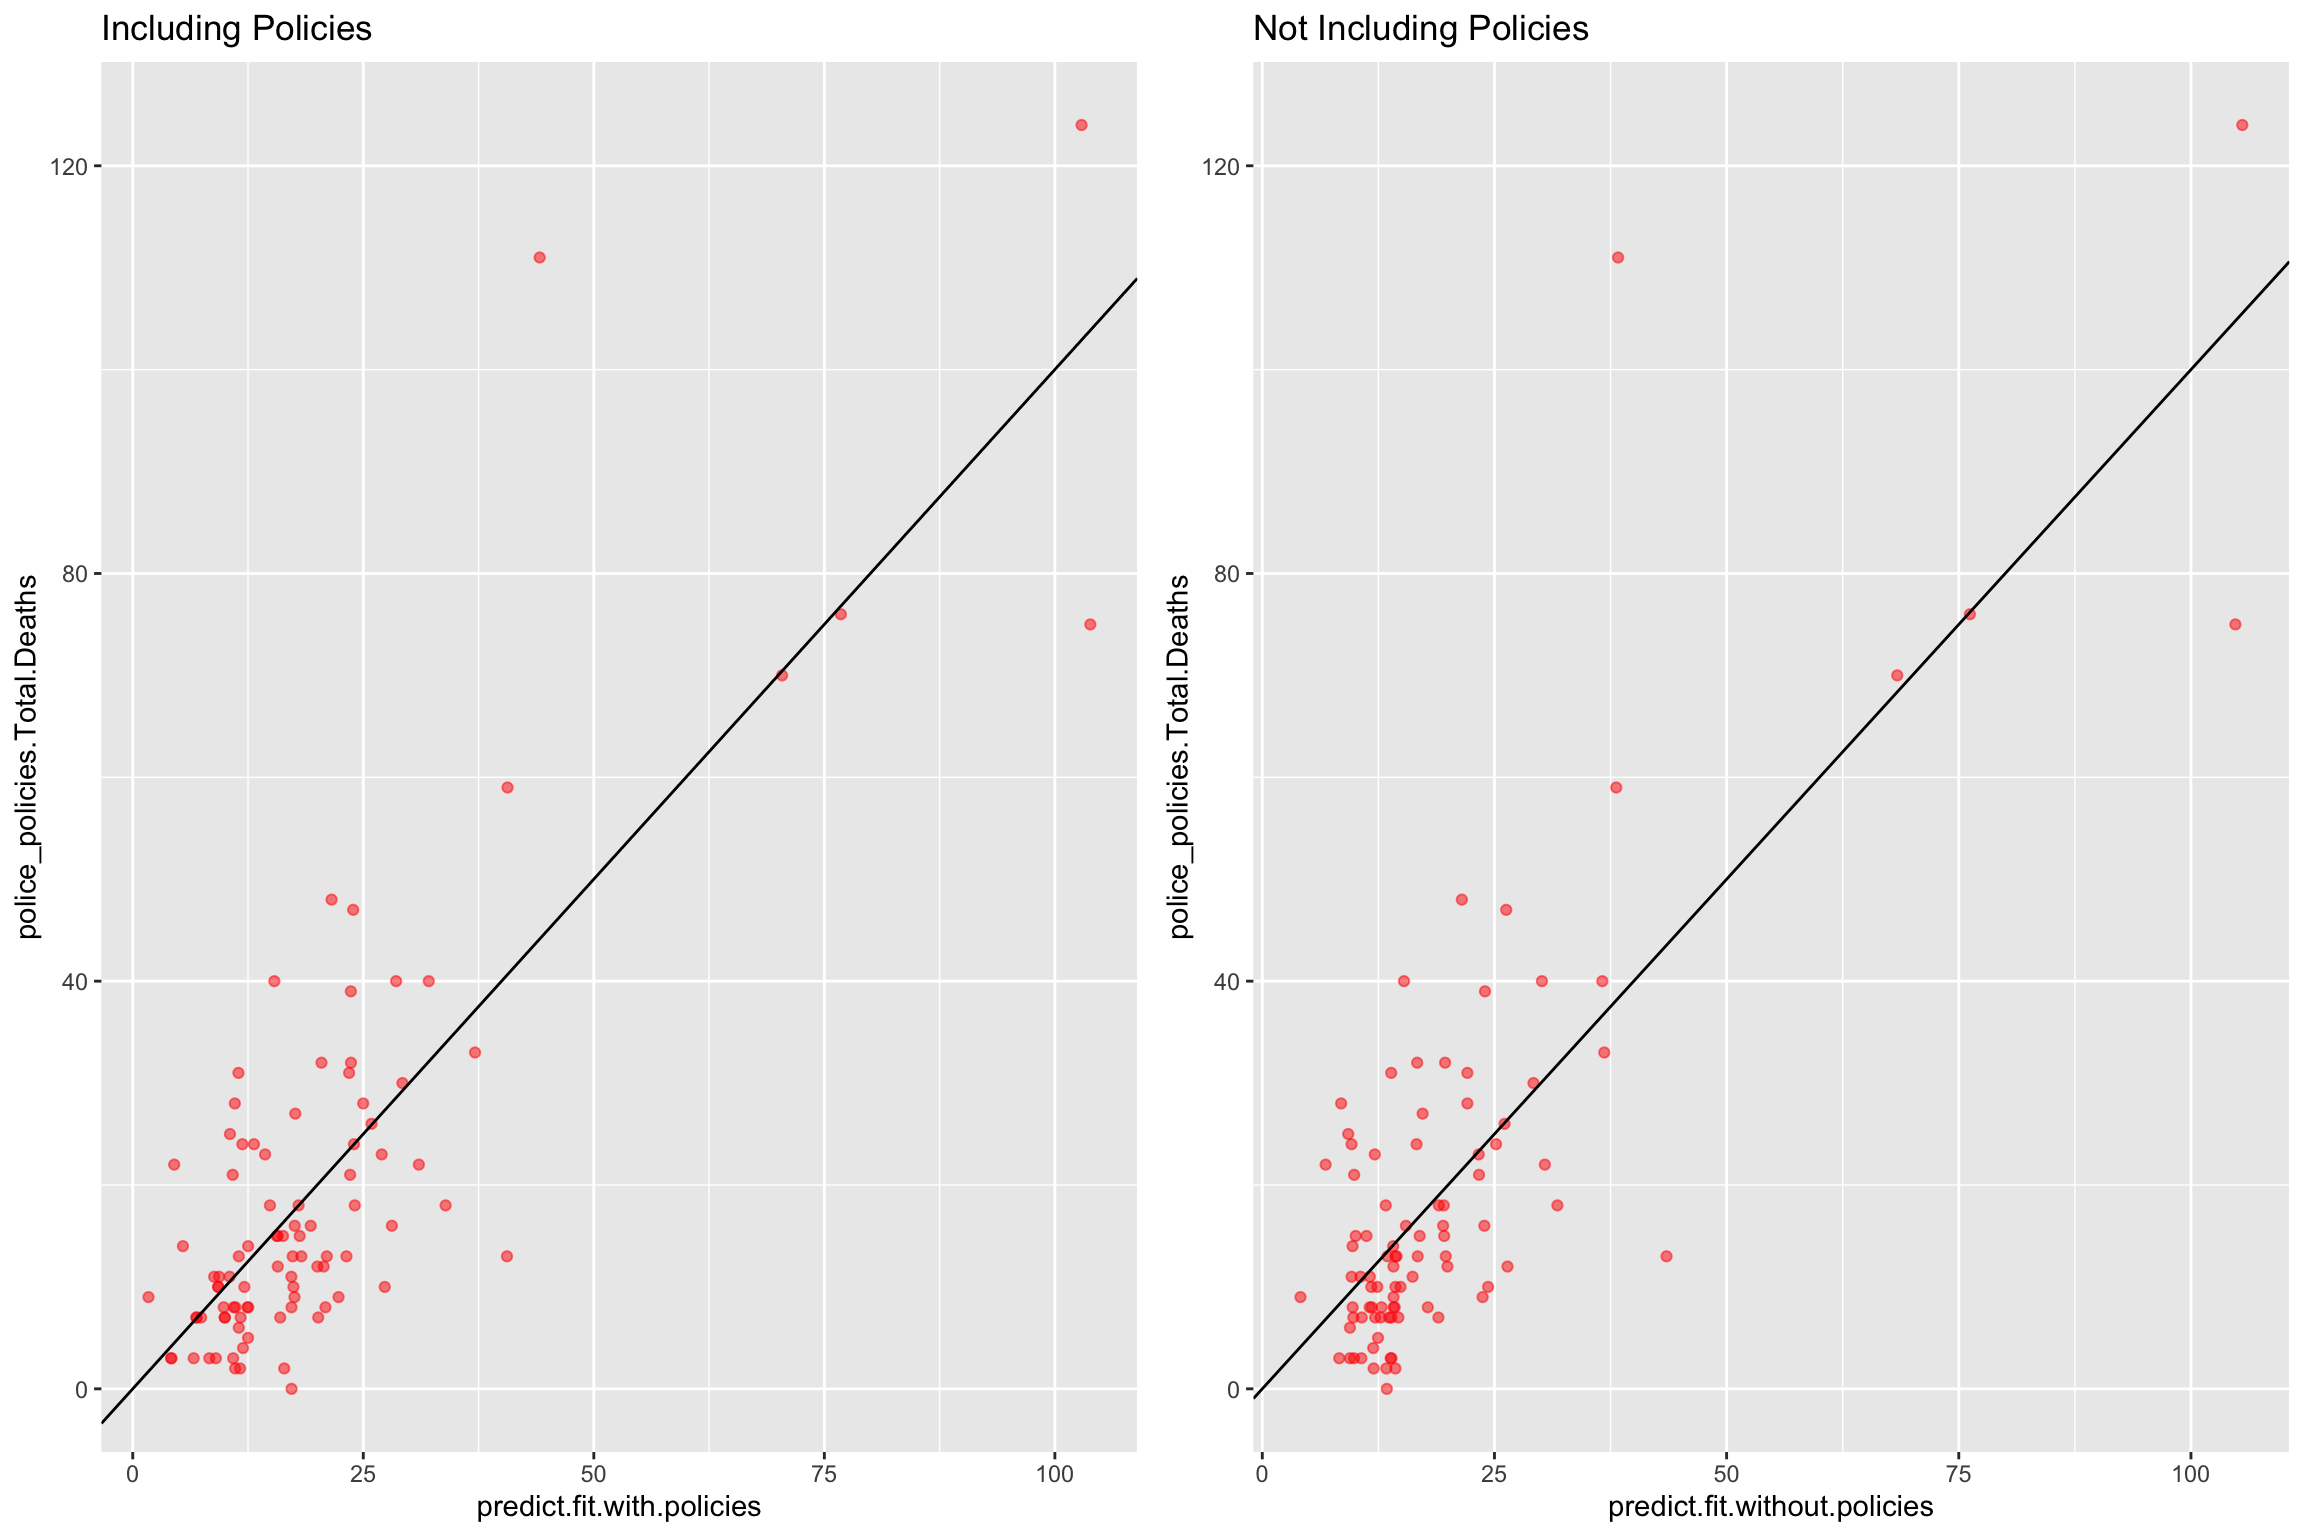 Including Policies
police_policies.Total.Deaths
120
80
40
0
0 25 50 75 100
predict.fit.with.policies
Not Including Policies
police_policies.Total.Deaths
120
80
40
0
0 25 50 75 100
predict.fit.without.policies